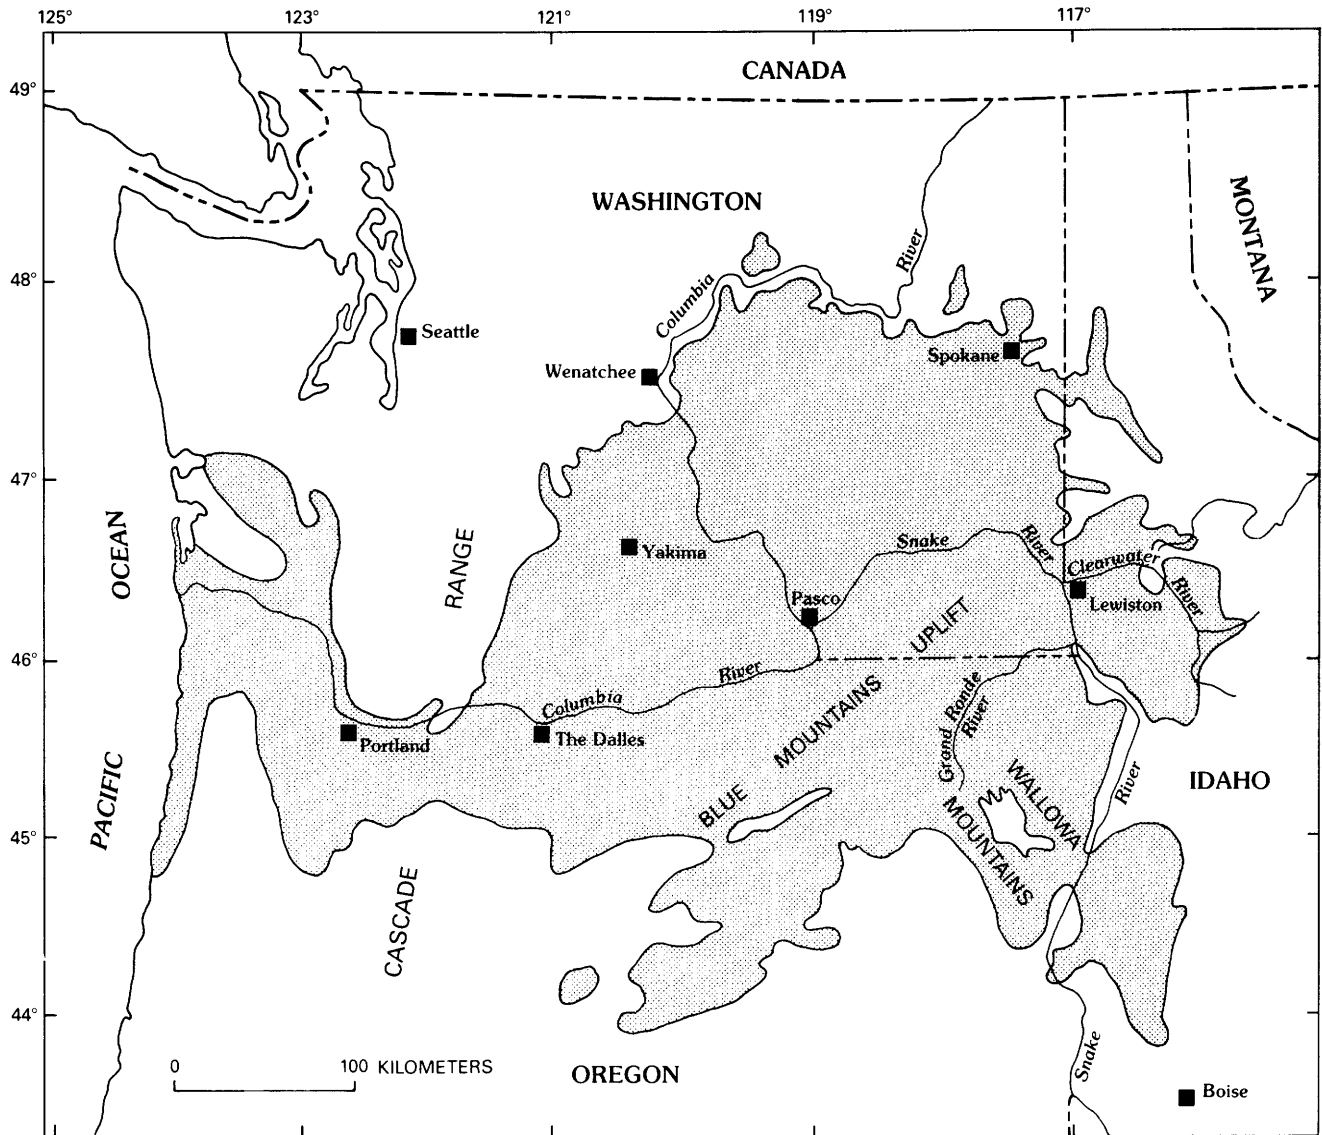 125°
123°
121°
119°
117°
CANADA
49°
WASHINGTON
MONTANA
River
48°
Columbia
Seattle
Spokane
Wenatchee
47°
OCEAN
RANGE
Yakima
Snake
River
Clearwater
River
Lewiston
Pasco
UPLIFT
46°
River
Columbia
MOUNTAINS
Grand Ronde
River
Portland
The Dalles
PACIFIC
BLUE
WALLOWA
MOUNTAINS
River
IDAHO
45°
CASCADE
44°
0
100 KILOMETERS
OREGON
Snake
Boise